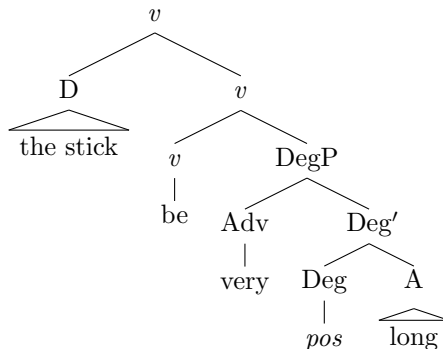 v
D v
the stick v DegP
be Adv Deg′
very Deg A
pos long